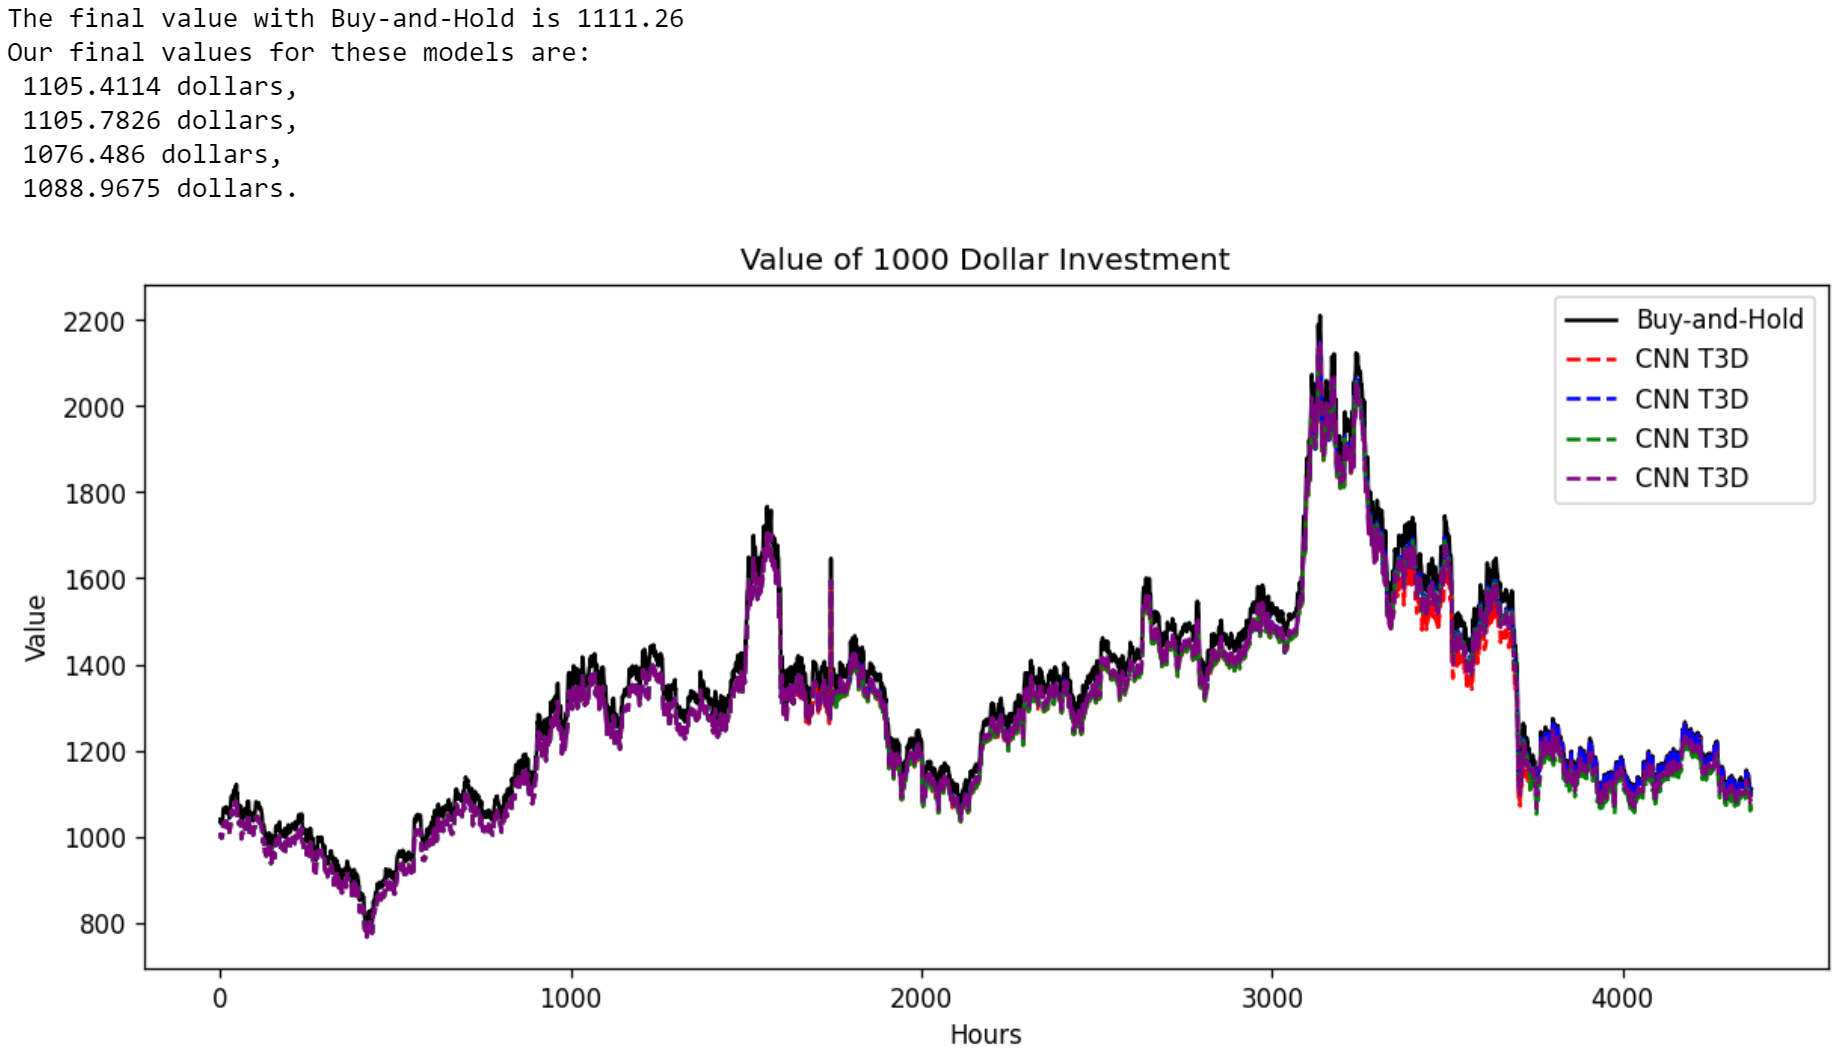 The final value with Buy-and-Hold is 1111.26
Our final values for these models are:
1105.4114 dollars,
1105.7826 dollars,
1076.486 dollars,
1088.9675 dollars.
Value of 1000 Dollar Investment
2200
2000
1800
1600
1400
1200
1000
800
Value
Buy-and-Hold
CNN T3D
CNN T3D
CNN T3D
CNN T3D
0
1000
2000
3000
4000
Hours